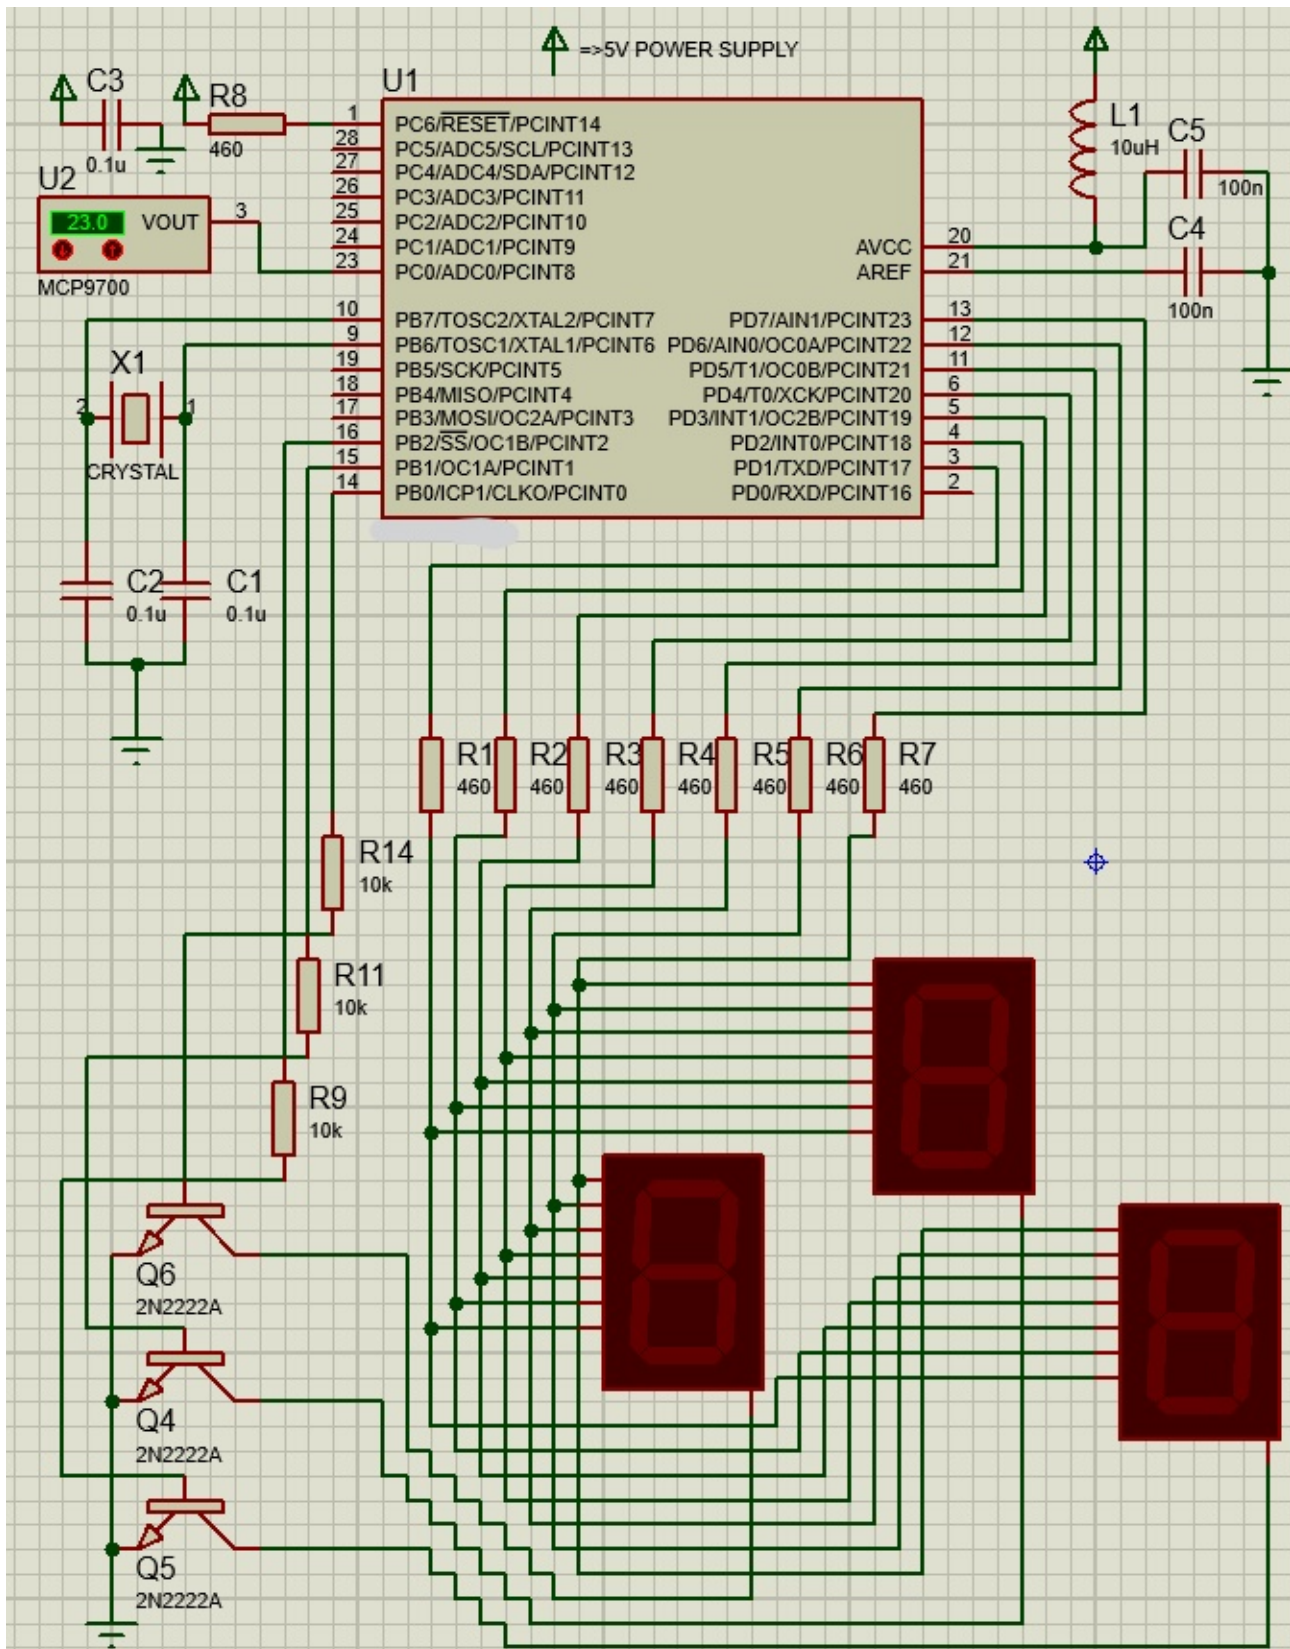 =>5V POWER SUPPLY
C3
0.1u
R8
460
U1
U2
23.0
VOUT
3
MCP9700
1
28
27
26
25
24
23
10
9
19
18
17
16
15
14
PC6/RESET/PCINT14
PC5/ADC5/SCL/PCINT13
PC4/ADC4/SDA/PCINT12
PC3/ADC3/PCINT11
PC2/ADC2/PCINT10
PC1/ADC1/PCINT9
PC0/ADC0/PCINT8
PB7/TOSC2/XTAL2/PCINT7
PB6/TOSC1/XTAL1/PCINT6
PB5/SCK/PCINT5
PB4/MISO/PCINT4
PB3/MOSI/OC2A/PCINT3
PB2/SS/OC1B/PCINT2
PB1/OC1A/PCINT1
PB0/ICP1/CLKO/PCINT0
AVCC
AREF
PD7/AIN1/PCINT23
PD6/AIN0/OC0A/PCINT22
PD5/T1/OC0B/PCINT21
PD4/T0/XCK/PCINT20
PD3/INT1/OC2B/PCINT19
PD2/INT0/PCINT18
PD1/TXD/PCINT17
PD0/RXD/PCINT16
20
21
13
12
11
6
5
4
3
2
L1
10uH
C5
100n
C4
100n
X1
2
1
CRYSTAL
C2
0.1u
C1
0.1u
R1
460
R2
460
R3
460
R4
460
R5
460
R6
460
R7
460
R14
10k
R11
10k
R9
10k
Q6
2N2222A
Q4
2N2222A
Q5
2N2222A